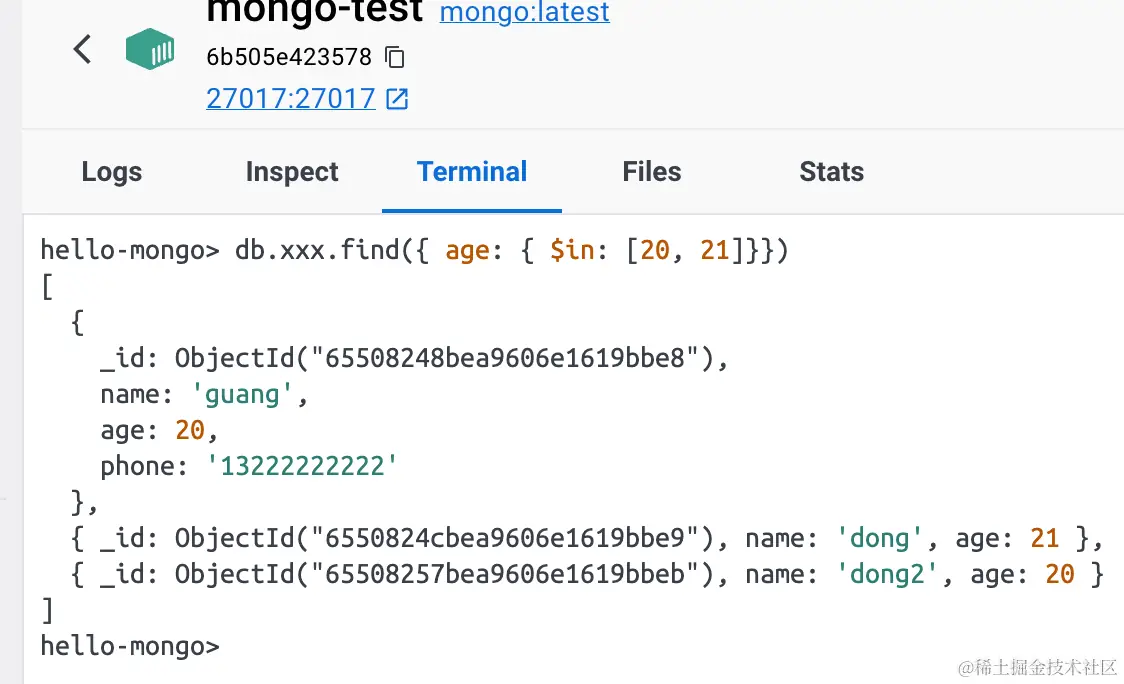 mongo-test mongo:latest
6b505e423578
27017:27017
Logs Inspect Terminal Files Stats
hello-mongo> db.xxx.find({ age: { $in: [20, 21]}})
[
  {
    _id: ObjectId("65508248bea9606e1619bbe8"),
    name: 'guang',
    age: 20,
    phone: '13222222222'
  },
  { _id: ObjectId("6550824cbea9606e1619bbe9"), name: 'dong', age: 21 },
  { _id: ObjectId("65508257bea9606e1619bbeb"), name: 'dong2', age: 20 }
]
hello-mongo>
@稀土掘金技术社区